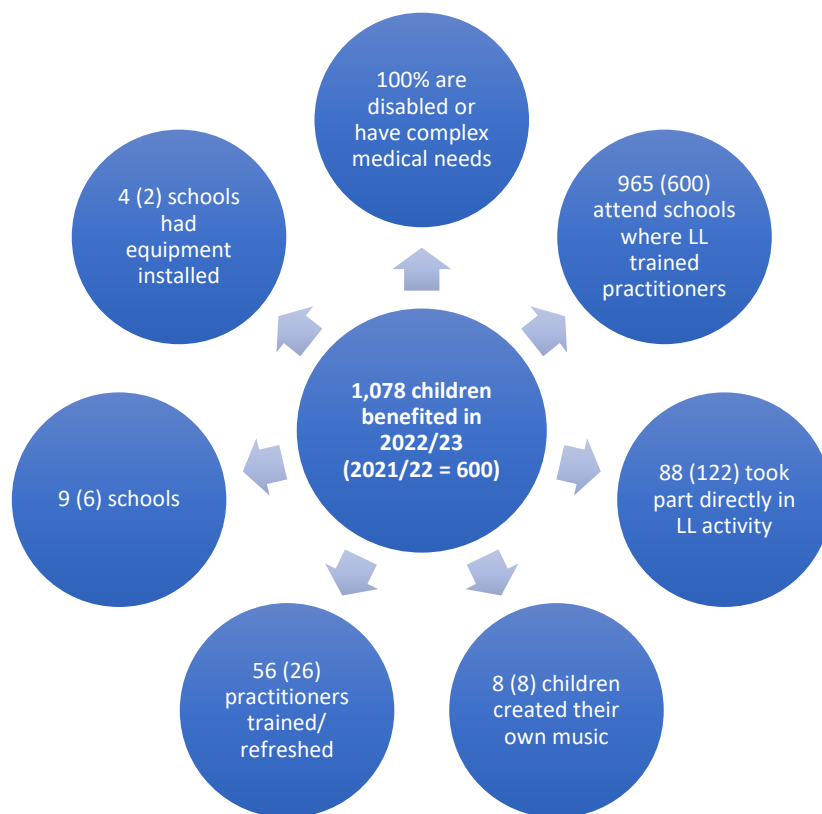 100% are
disabled or
have complex
medical needs
965 (600)
attend schools
where LL
trained
practitioners
88 (122) took
part directly in
LL activity
8 (8) children
created their
own music
56 (26)
practitioners
trained/
refreshed
9 (6) schools
4 (2) schools
had
equipment
installed
1,078 children
benefited in
2022/23
(2021/22 = 600)